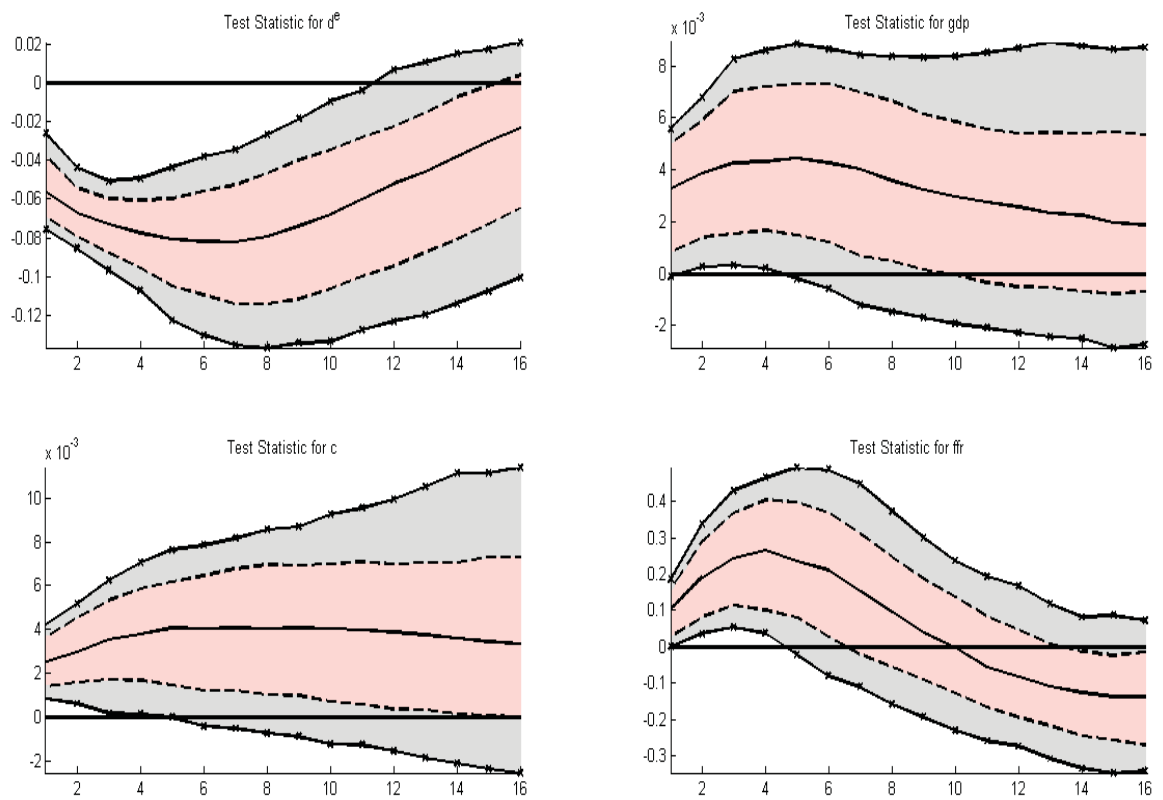 Test Statistic for dᵉ
0.02
0
-0.02
-0.04
-0.06
-0.08
-0.1
-0.12
2 4 6 8 10 12 14 16
Test Statistic for gdp
x 10⁻³
8
6
4
2
0
-2
2 4 6 8 10 12 14 16
Test Statistic for c
x 10⁻³
10
8
6
4
2
0
-2
2 4 6 8 10 12 14 16
Test Statistic for ffr
0.4
0.3
0.2
0.1
0
-0.1
-0.2
-0.3
2 4 6 8 10 12 14 16